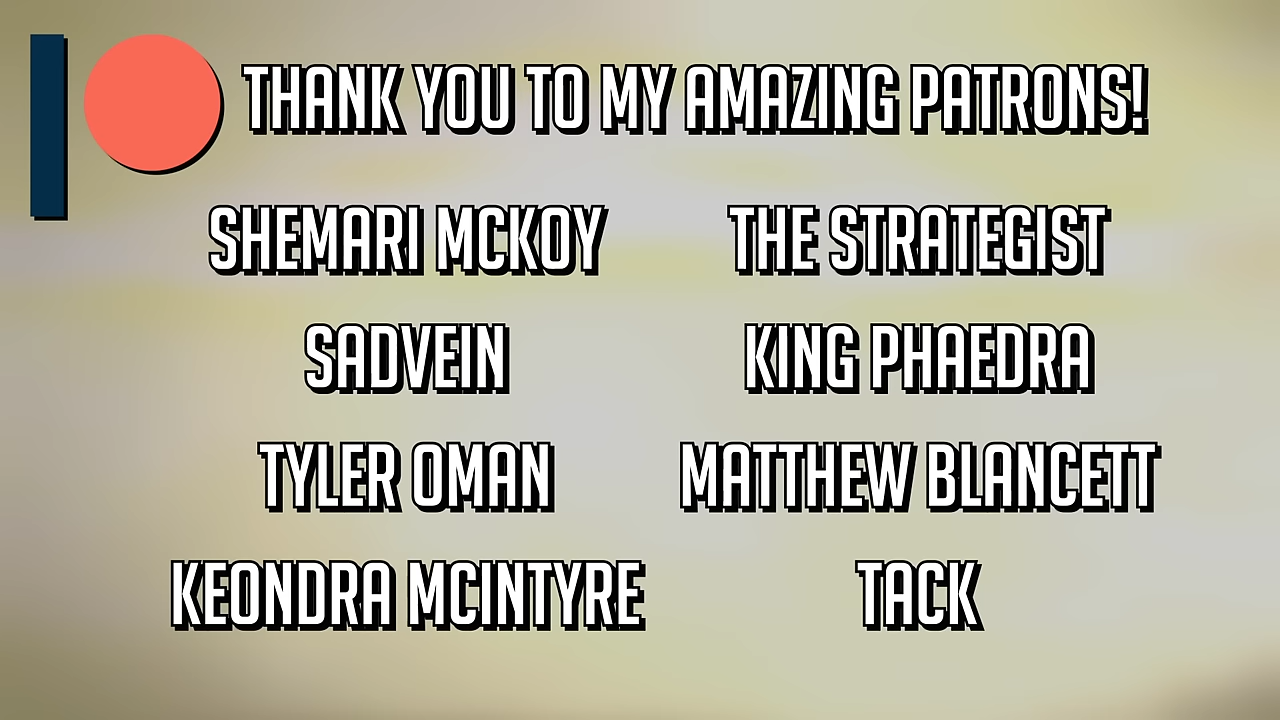 THANK YOU TO MY AMAZING PATRONS!
SHEMARI MCKOY THE STRATEGIST
SADVEIN KING PHAEDRA
TYLER OMAN MATTHEW BLANCETT
KEONDRA MCINTYRE TACK